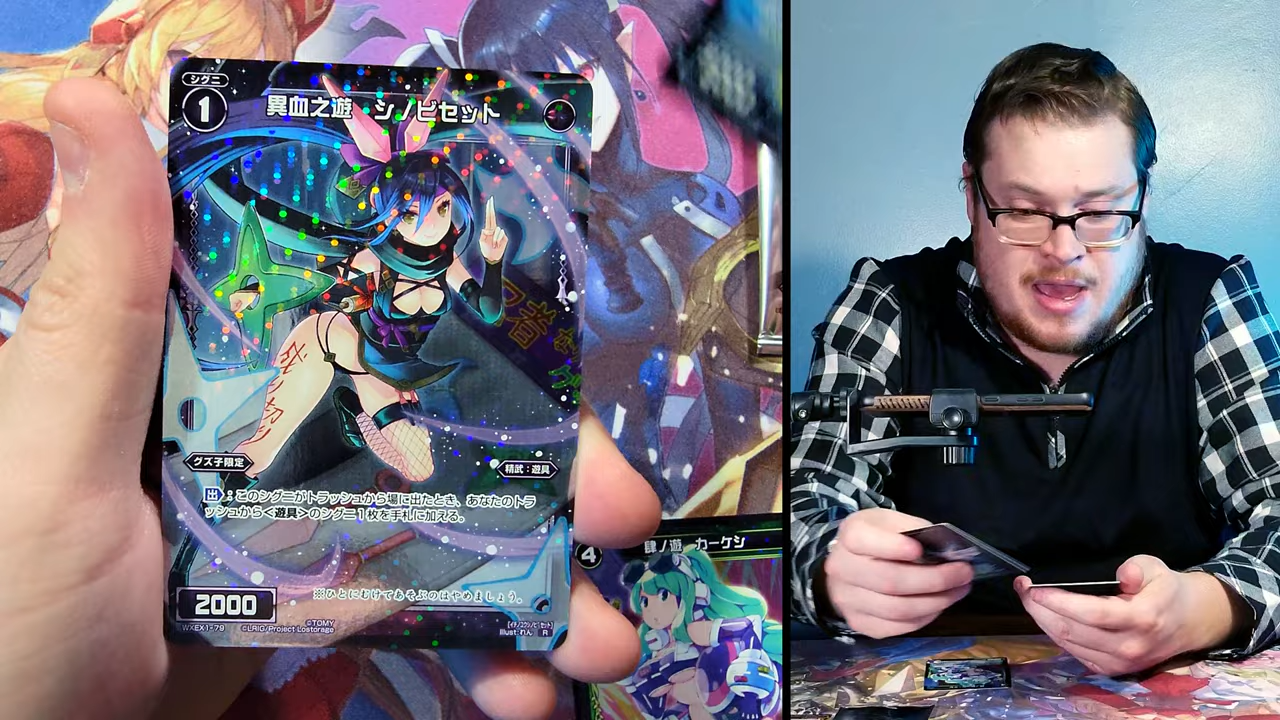 シグニ
1
異血之遊 シノビセット
グズ子限定
精武：遊具
出：このシグニがトラッシュから場に出たとき、あなたのトラ
ッシュから<遊具>のシグニ１枚を手札に加える。
2000
※ひとにむけてあそぶのはやめましょう。
WXEX1-79
©TOMY
©LRIG/Project Lostorage
Illust れん R
4
肆ノ遊 カーケシ